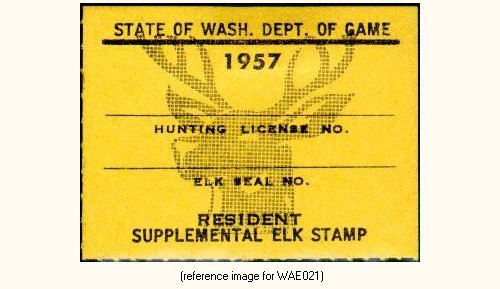 STATE OF WASH. DEPT. OF GAME
1957
HUNTING LICENSE NO.
ELK SEAL NO.
RESIDENT
SUPPLEMENTAL ELK STAMP
(reference image for WAE021)